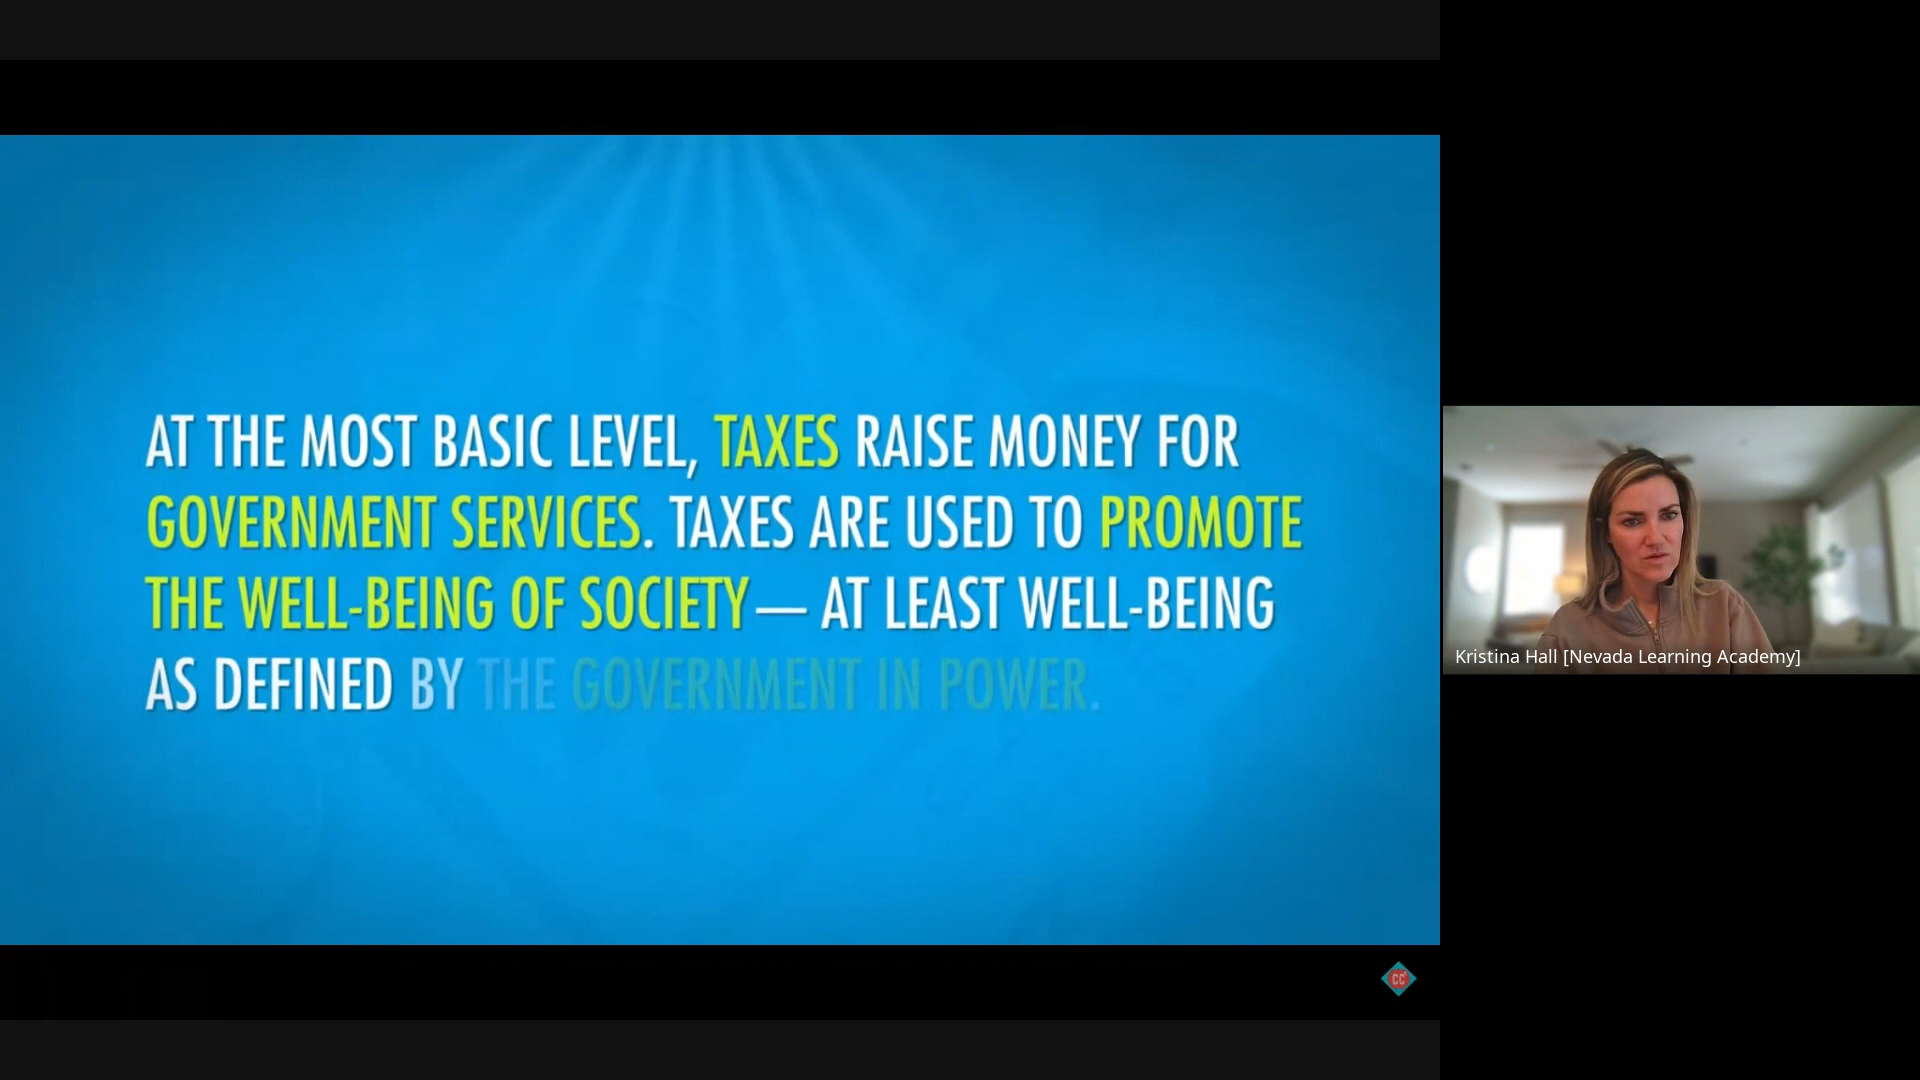 AT THE MOST BASIC LEVEL, TAXES RAISE MONEY FOR
GOVERNMENT SERVICES. TAXES ARE USED TO PROMOTE
THE WELL-BEING OF SOCIETY— AT LEAST WELL-BEING
AS DEFINED BY THE GOVERNMENT IN POWER.
Kristina Hall [Nevada Learning Academy]
CC